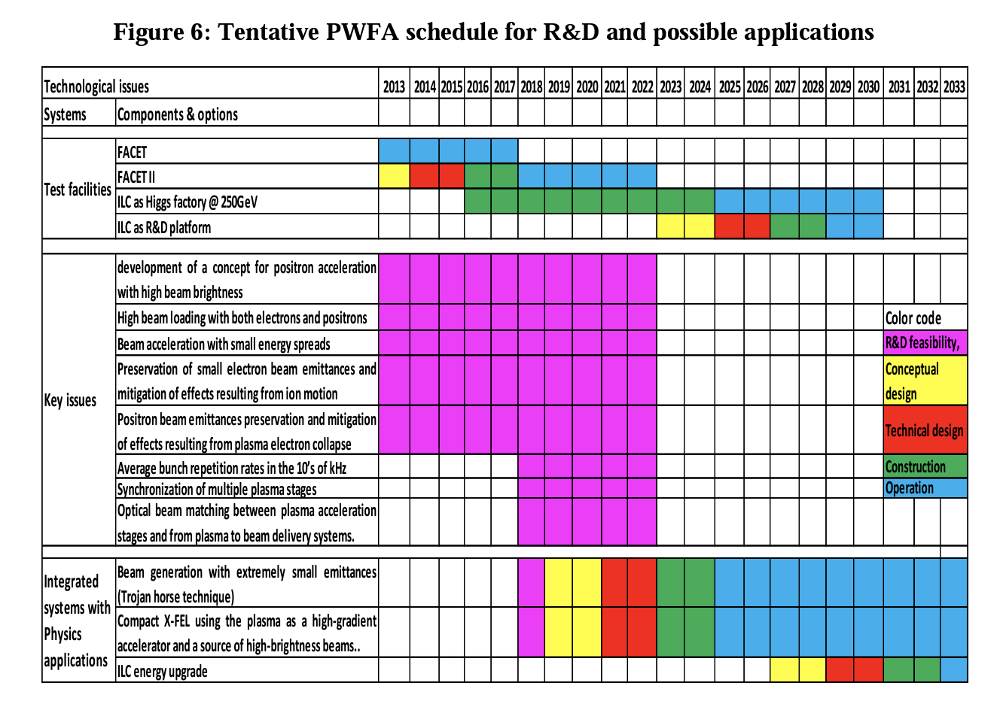 Figure 6: Tentative PWFA schedule for R&D and possible applications
Technological issues 2013 2014 2015 2016 2017 2018 2019 2020 2021 2022 2023 2024 2025 2026 2027 2028 2029 2030 2031 2032 2033
Systems Components & options
Test facilities
FACET
FACET II
ILC as Higgs factory @ 250GeV
ILC as R&D platform
Key issues
development of a concept for positron acceleration
with high beam brightness
High beam loading with both electrons and positrons
Beam acceleration with small energy spreads
Preservation of small electron beam emittances and
mitigation of effects resulting from ion motion
Positron beam emittances preservation and mitigation
of effects resulting from plasma electron collapse
Average bunch repetition rates in the 10's of kHz
Synchronization of multiple plasma stages
Optical beam matching between plasma acceleration
stages and from plasma to beam delivery systems.
Color code
R&D feasibility,
Conceptual
design
Technical design
Construction
Operation
Integrated
systems with
Physics
applications
Beam generation with extremely small emittances
(Trojan horse technique)
Compact X-FEL using the plasma as a high-gradient
accelerator and a source of high-brightness beams..
ILC energy upgrade